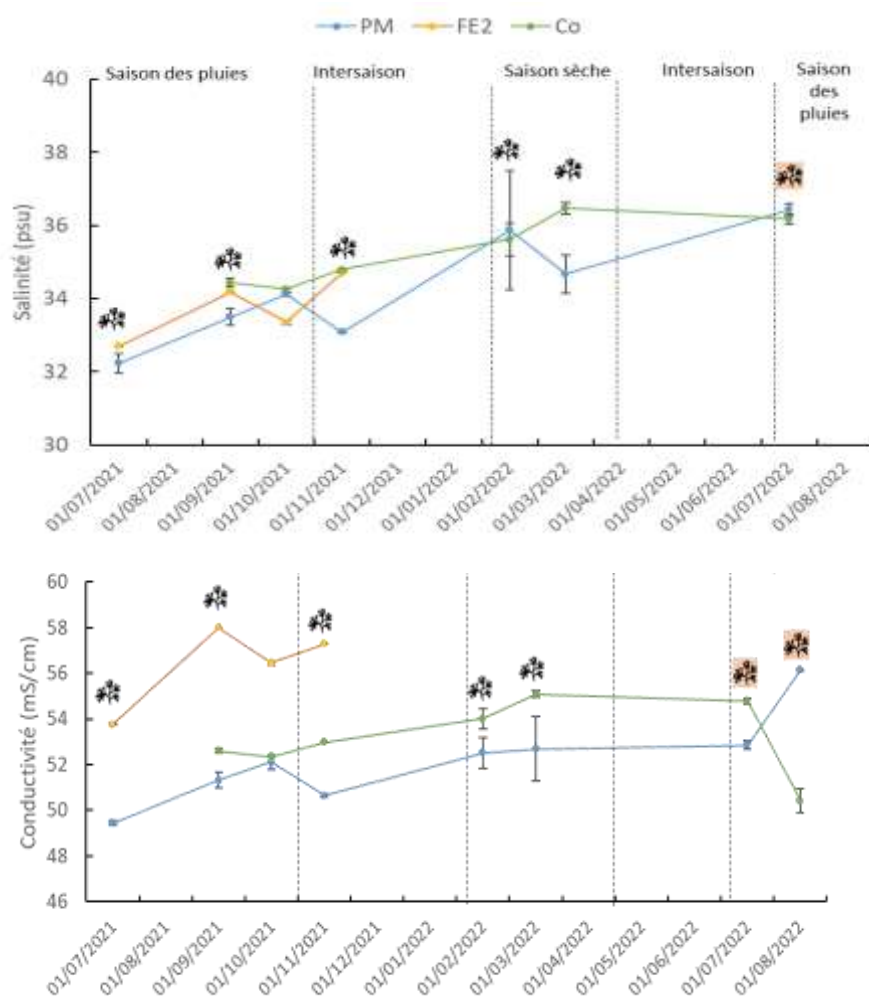 PM FE2 Co
Saison des pluies Intersaison Saison sèche Intersaison Saison
des
pluies
Salinité (psu)
40
38
36
34
32
30
01/07/2021 01/08/2021 01/09/2021 01/10/2021 01/11/2021 01/12/2021 01/01/2022 01/02/2022 01/03/2022 01/04/2022 01/05/2022 01/06/2022 01/07/2022 01/08/2022
Conductivité (mS/cm)
60
58
56
54
52
50
48
46
01/07/2021 01/08/2021 01/09/2021 01/10/2021 01/11/2021 01/12/2021 01/01/2022 01/02/2022 01/03/2022 01/04/2022 01/05/2022 01/06/2022 01/07/2022 01/08/2022